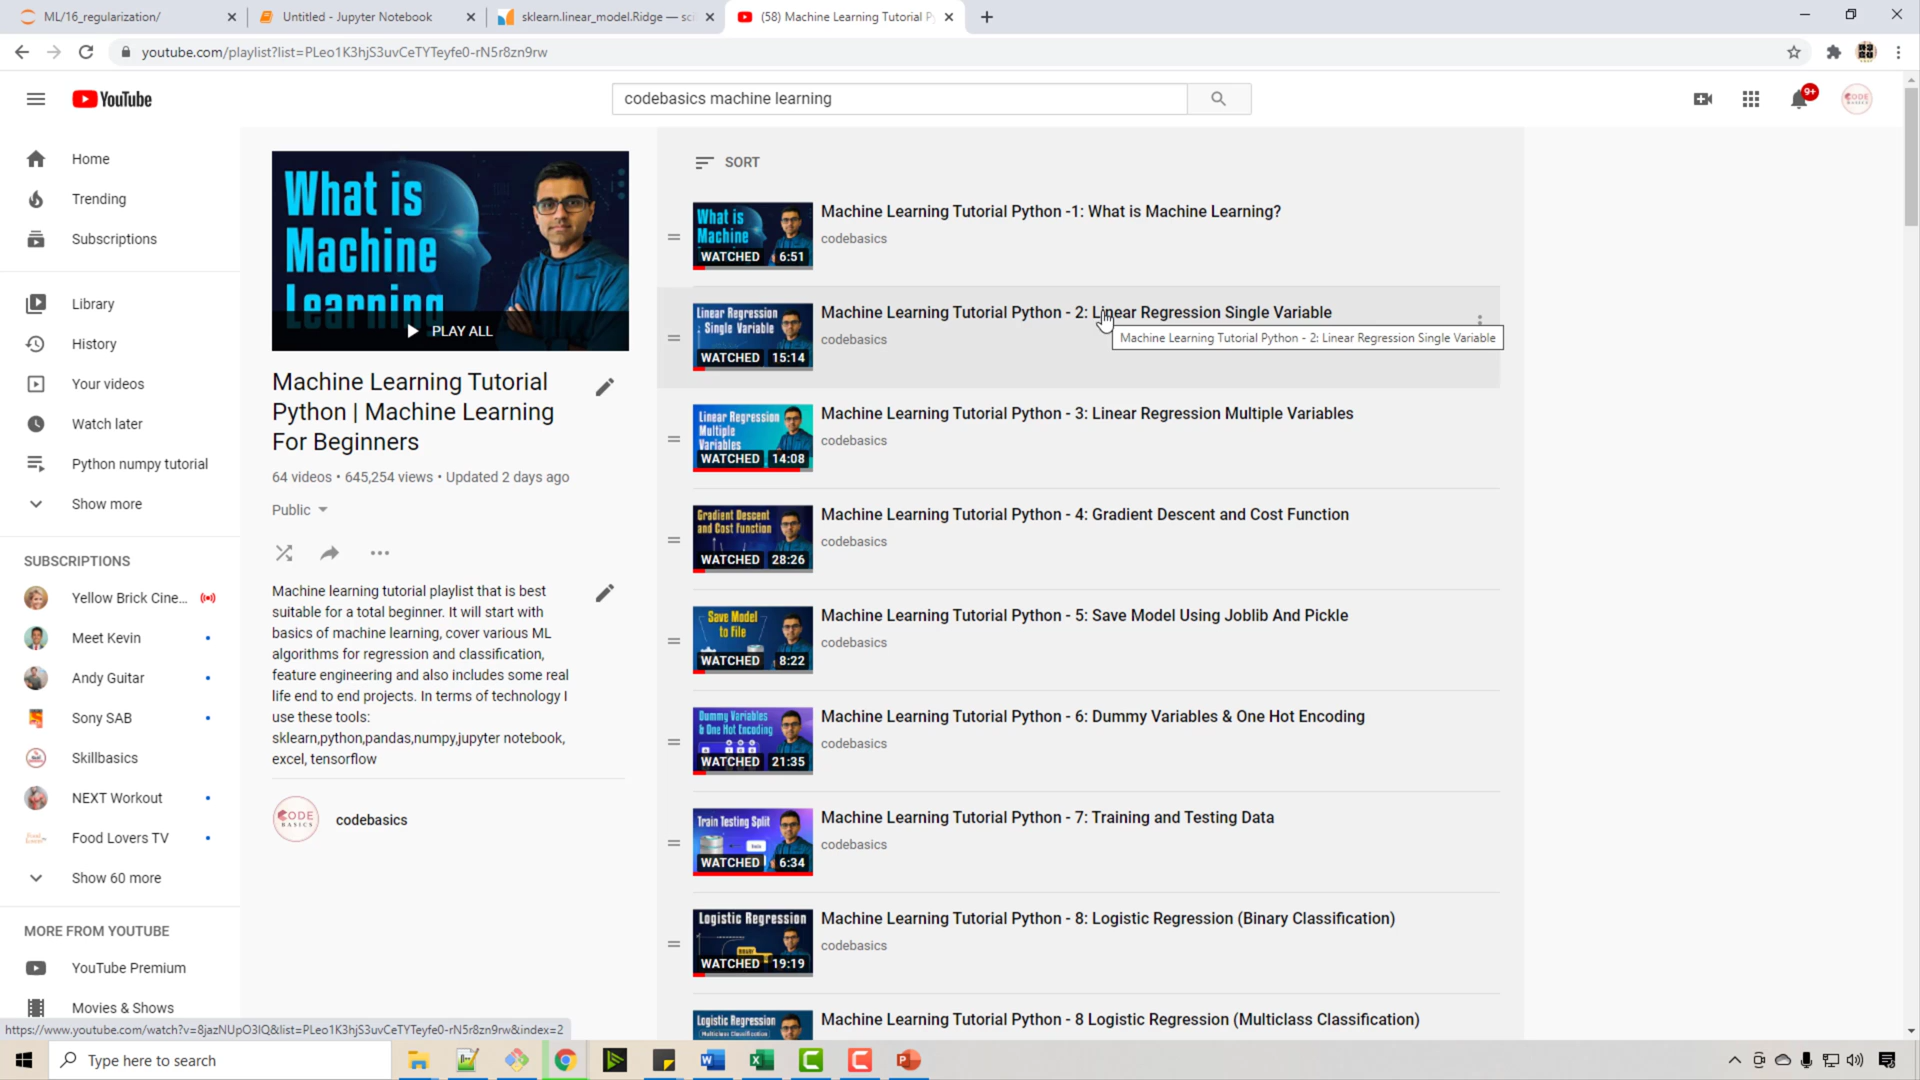 ML/16_regularization/
Untitled - Jupyter Notebook
sklearn.linear_model.Ridge — sci
(58) Machine Learning Tutorial P
youtube.com/playlist?list=PLeo1K3hjS3uvCeTYTeyfe0-rN5r8zn9rw
YouTube
codebasics machine learning
9+
CODE
BASICS
Home
Trending
Subscriptions
Library
History
Your videos
Watch later
Python numpy tutorial
Show more
SUBSCRIPTIONS
Yellow Brick Cine...
Meet Kevin
Andy Guitar
Sony SAB
Skillbasics
NEXT Workout
Food Lovers TV
Show 60 more
MORE FROM YOUTUBE
YouTube Premium
Movies & Shows
What is
Machine
Learning
PLAY ALL
Machine Learning Tutorial
Python | Machine Learning
For Beginners
64 videos • 645,254 views • Updated 2 days ago
Public
Machine learning tutorial playlist that is best
suitable for a total beginner. It will start with
basics of machine learning, cover various ML
algorithms for regression and classification,
feature engineering and also includes some real
life end to end projects. In terms of technology I
use these tools:
sklearn,python,pandas,numpy,jupyter notebook,
excel, tensorflow
CODE
BASICS
codebasics
SORT
What is
Machine
WATCHED 6:51
Machine Learning Tutorial Python -1: What is Machine Learning?
codebasics
Linear Regression
Single Variable
WATCHED 15:14
Machine Learning Tutorial Python - 2: Linear Regression Single Variable
codebasics
Machine Learning Tutorial Python - 2: Linear Regression Single Variable
Linear Regression
Multiple
Variables
WATCHED 14:08
Machine Learning Tutorial Python - 3: Linear Regression Multiple Variables
codebasics
Gradient Descent
and Cost Function
WATCHED 28:26
Machine Learning Tutorial Python - 4: Gradient Descent and Cost Function
codebasics
Save Model
to File
WATCHED 8:22
Machine Learning Tutorial Python - 5: Save Model Using Joblib And Pickle
codebasics
Dummy Variables
& One Hot Encoding
WATCHED 21:35
Machine Learning Tutorial Python - 6: Dummy Variables & One Hot Encoding
codebasics
Train Testing Split
WATCHED 6:34
Machine Learning Tutorial Python - 7: Training and Testing Data
codebasics
Logistic Regression
WATCHED 19:19
Machine Learning Tutorial Python - 8: Logistic Regression (Binary Classification)
codebasics
Logistic Regression
Multiclass Classification
Machine Learning Tutorial Python - 8 Logistic Regression (Multiclass Classification)
https://www.youtube.com/watch?v=8jazNUpO3lQ&list=PLeo1K3hjS3uvCeTYTeyfe0-rN5r8zn9rw&index=2
Type here to search